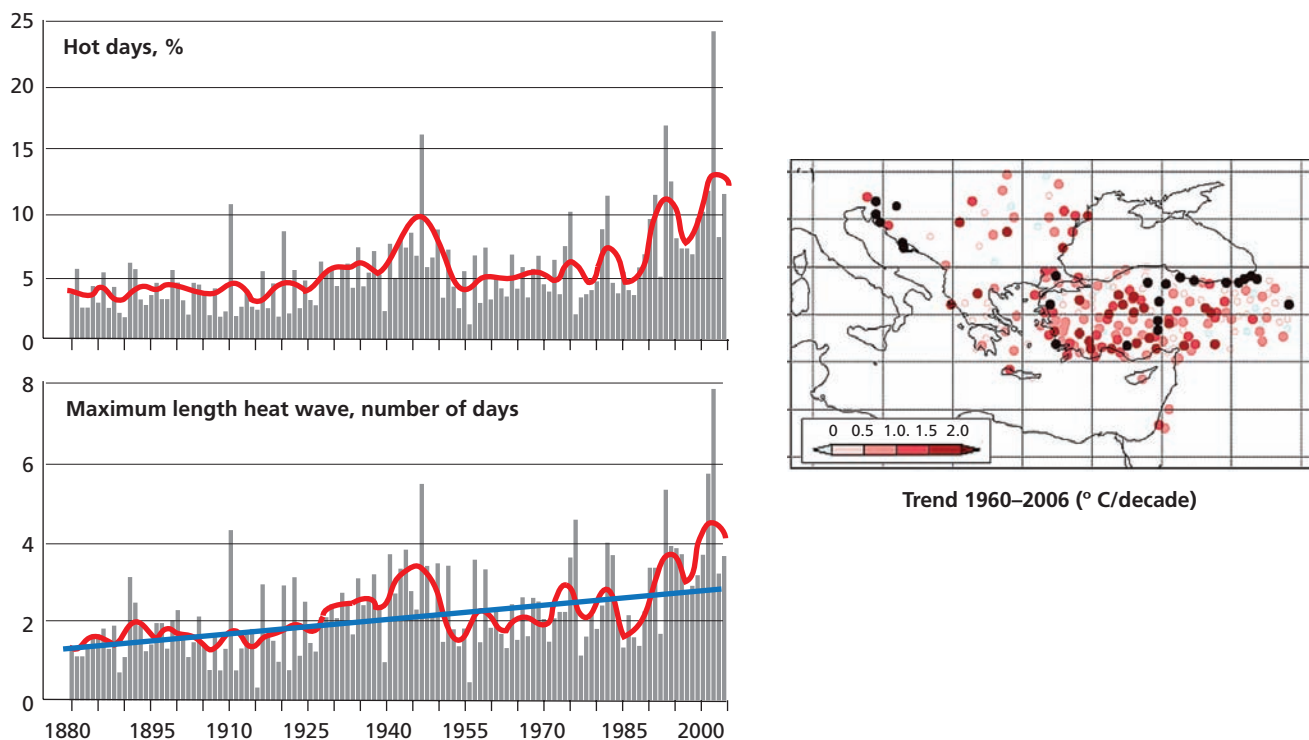 25
Hot days, %
20
15
10
5
0
8
Maximum length heat wave, number of days
6
4
2
0
1880 1895 1910 1925 1940 1955 1970 1985 2000
0 0.5 1.0. 1.5 2.0
Trend 1960–2006 (º C/decade)